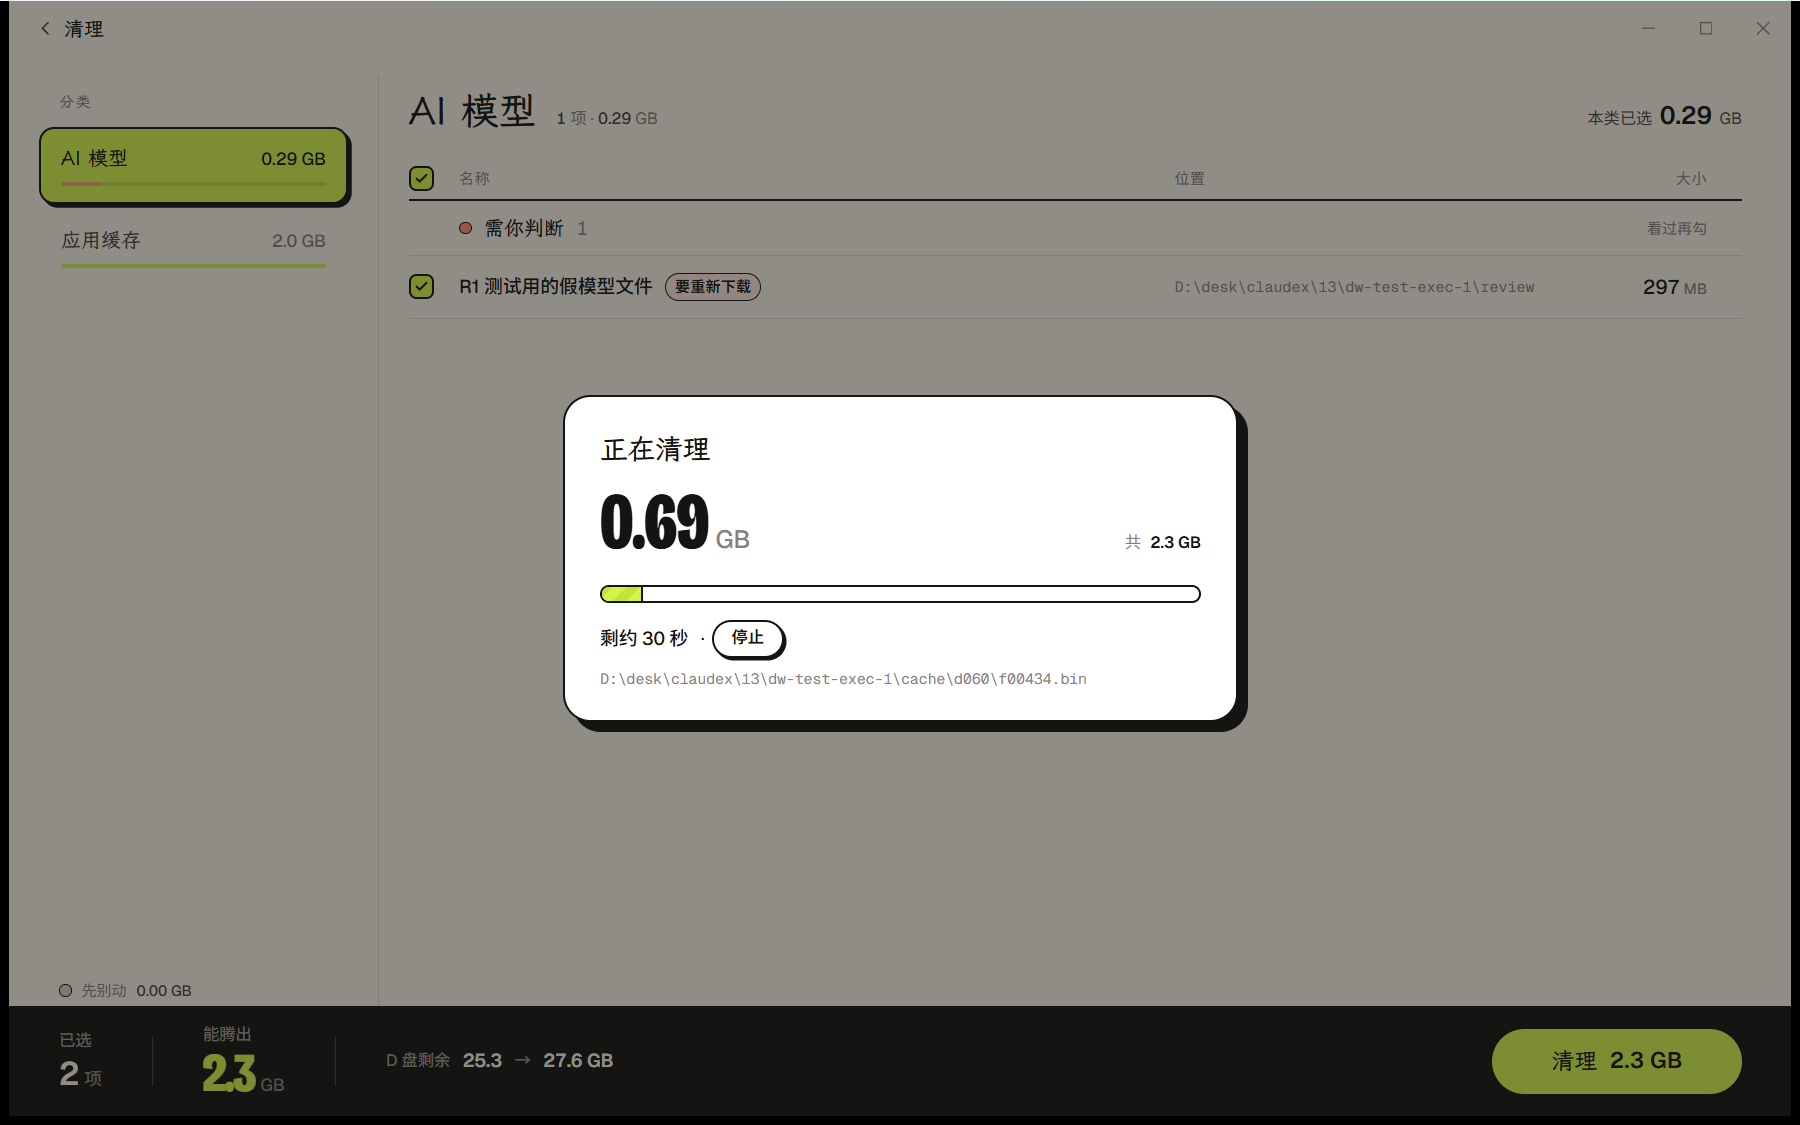 清理
分类
AI 模型 0.29 GB
应用缓存 2.0 GB
先别动 0.00 GB
AI 模型 1 项 · 0.29 GB
本类已选 0.29 GB
名称 位置 大小
需你判断 1 看过再勾
R1 测试用的假模型文件 要重新下载 D:\desk\claudex\13\dw-test-exec-1\review 297 MB
正在清理
0.69 GB 共 2.3 GB
剩约 30 秒 · 停止
D:\desk\claudex\13\dw-test-exec-1\cache\d060\f00434.bin
已选
2 项
能腾出
2.3 GB
D 盘剩余 25.3 → 27.6 GB
清理 2.3 GB